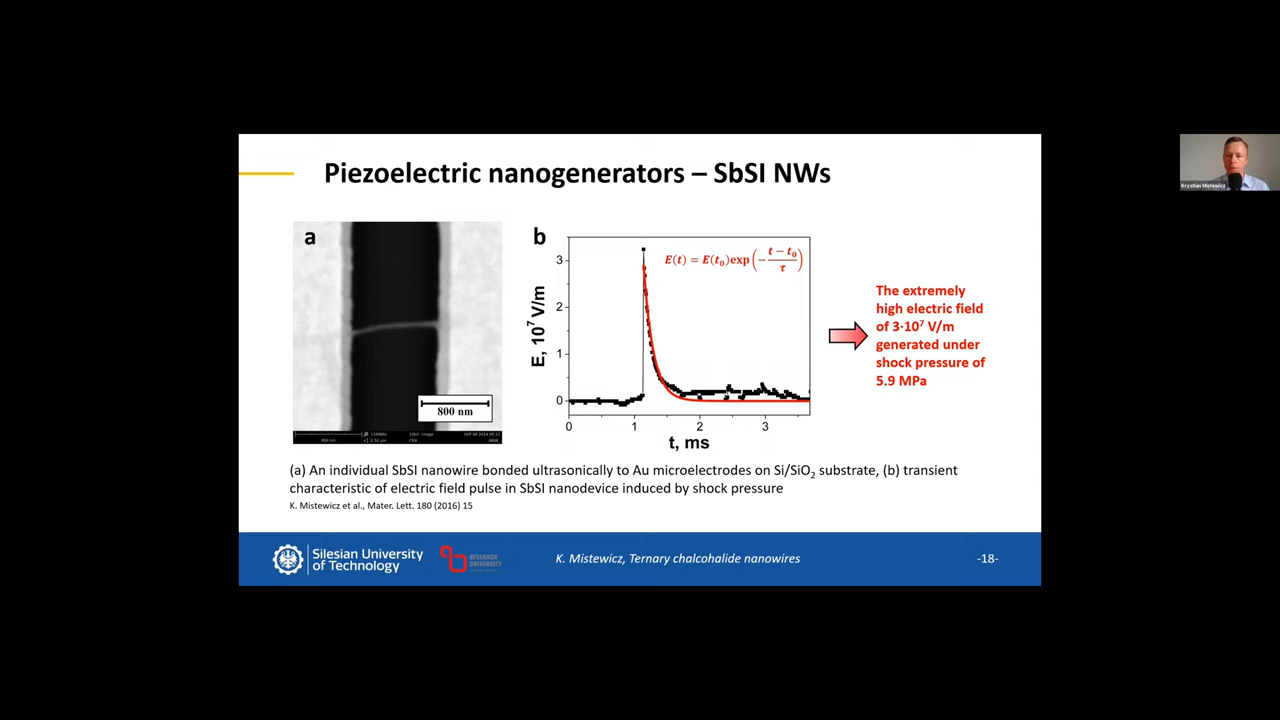 Piezoelectric nanogenerators – SbSI NWs
a
800 nm
b
E(t) = E(t₀)exp(−(t − t₀)/τ)
E, 10⁷ V/m
3
2
1
0
0 1 2 3
t, ms
The extremely
high electric field
of 3·10⁷ V/m
generated under
shock pressure of
5.9 MPa
(a) An individual SbSI nanowire bonded ultrasonically to Au microelectrodes on Si/SiO₂ substrate, (b) transient
characteristic of electric field pulse in SbSI nanodevice induced by shock pressure
K. Mistewicz et al., Mater. Lett. 180 (2016) 15
Silesian University
of Technology
RESEARCH
UNIVERSITY
K. Mistewicz, Ternary chalcohalide nanowires
-18-
Krystian Mistewicz